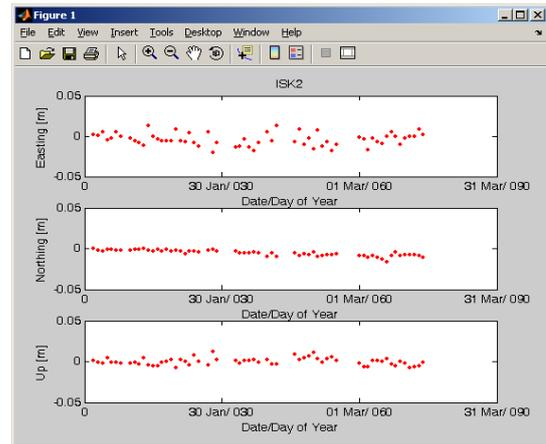 Figure 1
File Edit View Insert Tools Desktop Window Help
ISK2
0.05
0
-0.05
Easting [m]
0 30 Jan/ 030 01 Mar/ 060 31 Mar/ 090
Date/Day of Year
0.05
0
-0.05
Northing [m]
0 30 Jan/ 030 01 Mar/ 060 31 Mar/ 090
Date/Day of Year
0.05
0
-0.05
Up [m]
0 30 Jan/ 030 01 Mar/ 060 31 Mar/ 090
Date/Day of Year